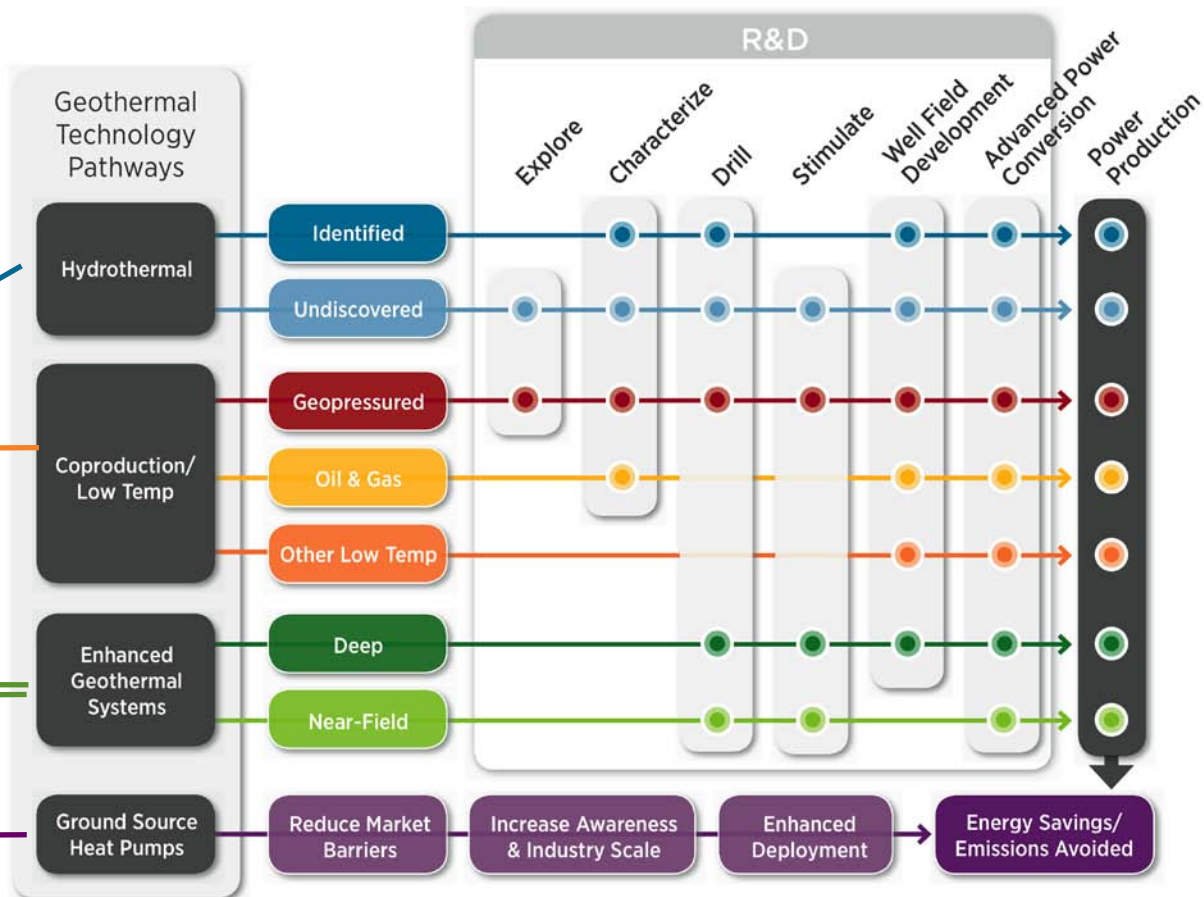 R&D
Geothermal
Technology
Pathways
Explore
Characterize
Drill
Stimulate
Well Field
Development
Advanced Power
Conversion
Power
Production
Hydrothermal
Identified
Undiscovered
Coproduction/
Low Temp
Geopressured
Oil & Gas
Other Low Temp
Enhanced
Geothermal
Systems
Deep
Near-Field
Ground Source
Heat Pumps
Reduce Market
Barriers
Increase Awareness
& Industry Scale
Enhanced
Deployment
Energy Savings/
Emissions Avoided